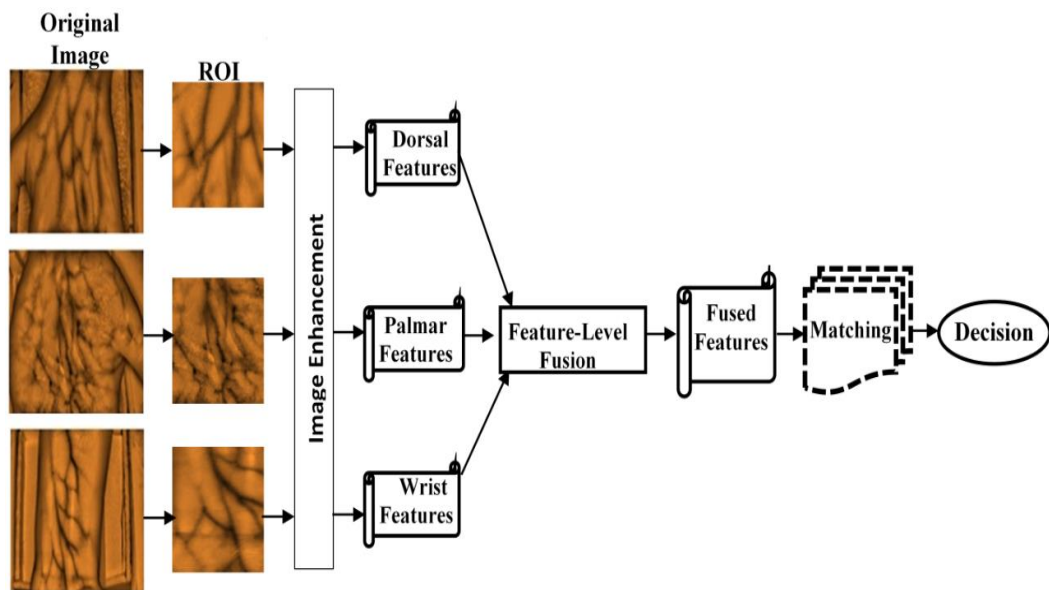 Original
Image
ROI
Image Enhancement
Dorsal
Features
Palmar
Features
Wrist
Features
Feature-Level
Fusion
Fused
Features
Matching
Decision